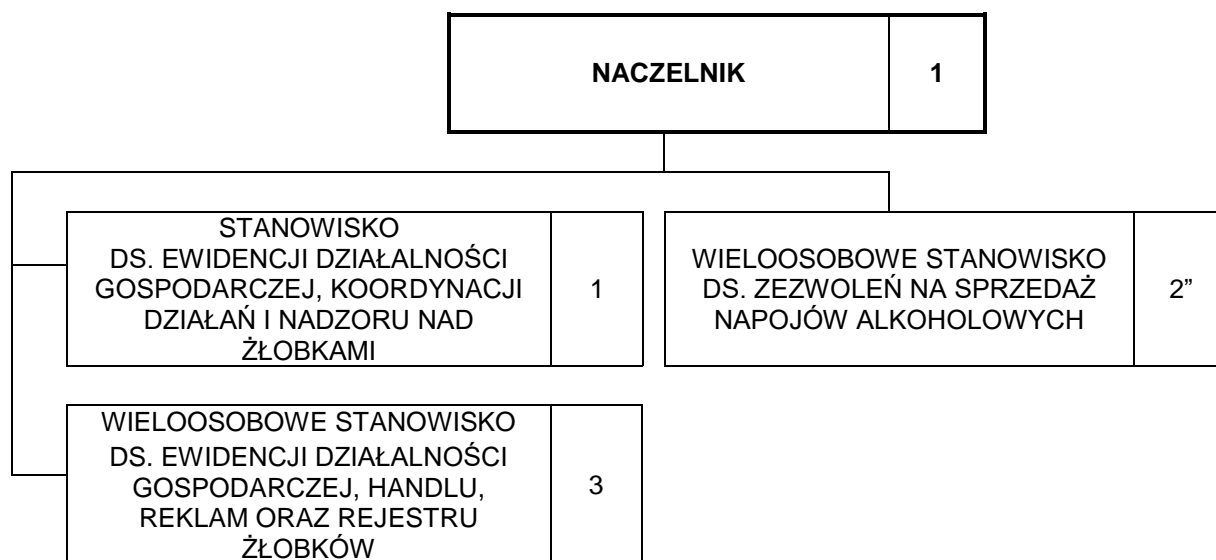 NACZELNIK 1
STANOWISKO
DS. EWIDENCJI DZIAŁALNOŚCI
GOSPODARCZEJ, KOORDYNACJI
DZIAŁAŃ I NADZORU NAD
ŻŁOBKAMI
1
WIELOOSOBOWE STANOWISKO
DS. ZEZWOLEŃ NA SPRZEDAŻ
NAPOJÓW ALKOHOLOWYCH
2”
WIELOOSOBOWE STANOWISKO
DS. EWIDENCJI DZIAŁALNOŚCI
GOSPODARCZEJ, HANDLU,
REKLAM ORAZ REJESTRU
ŻŁOBKÓW
3